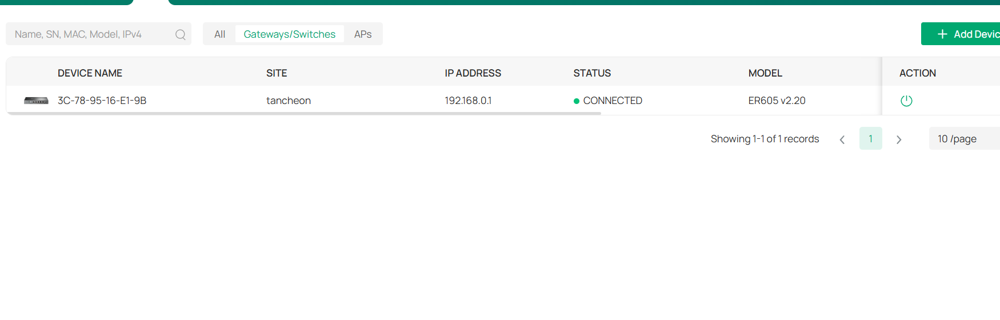 Name, SN, MAC, Model, IPv4 All Gateways/Switches APs Add Devic
DEVICE NAME SITE IP ADDRESS STATUS MODEL ACTION
3C-78-95-16-E1-9B tancheon 192.168.0.1 CONNECTED ER605 v2.20
Showing 1-1 of 1 records 1 10 /page